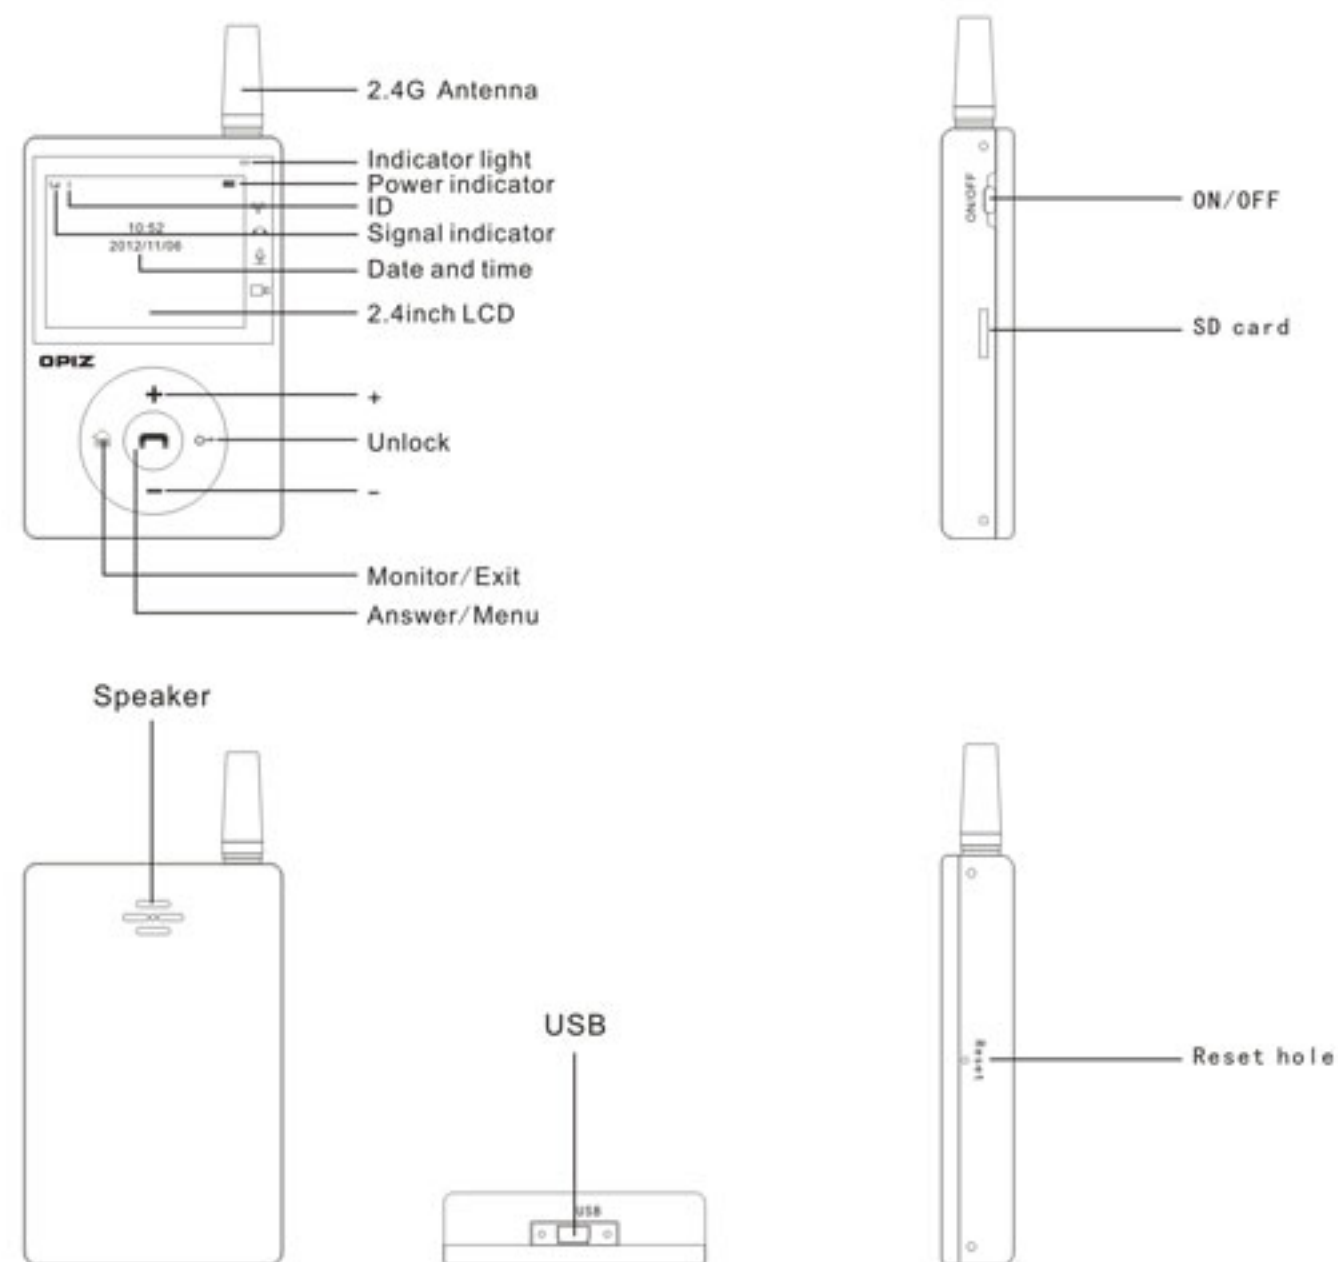 2.4G Antenna
Indicator light
Power indicator
ID
10:52
Signal indicator
2012/11/06
Date and time
2.4inch LCD
OPIZ
+
+
Unlock
-
-
Monitor/Exit
Answer/Menu
ON/OFF
ON/OFF
SD card
Speaker
USB
USB
Reset
Reset hole